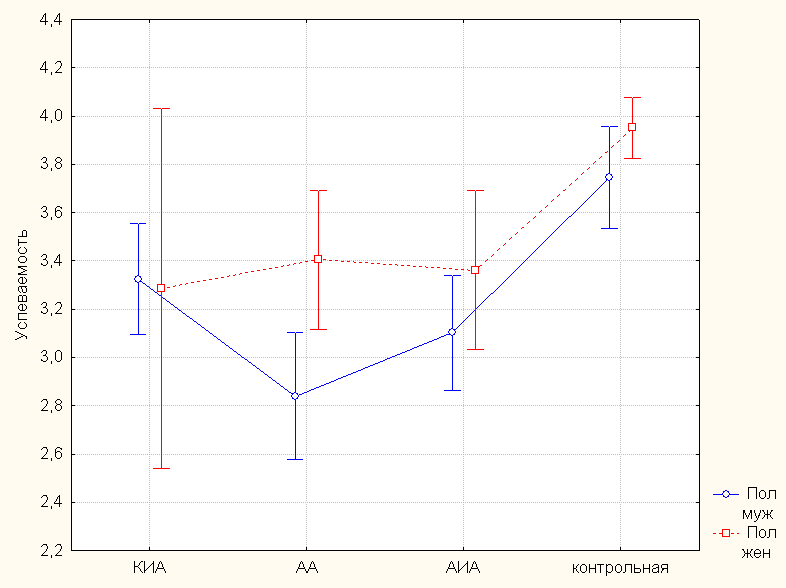 4,4
4,2
4,0
3,8
3,6
3,4
3,2
3,0
2,8
2,6
2,4
2,2
Успеваемость
КИА
АА
АИА
контрольная
Пол
муж
Пол
жен